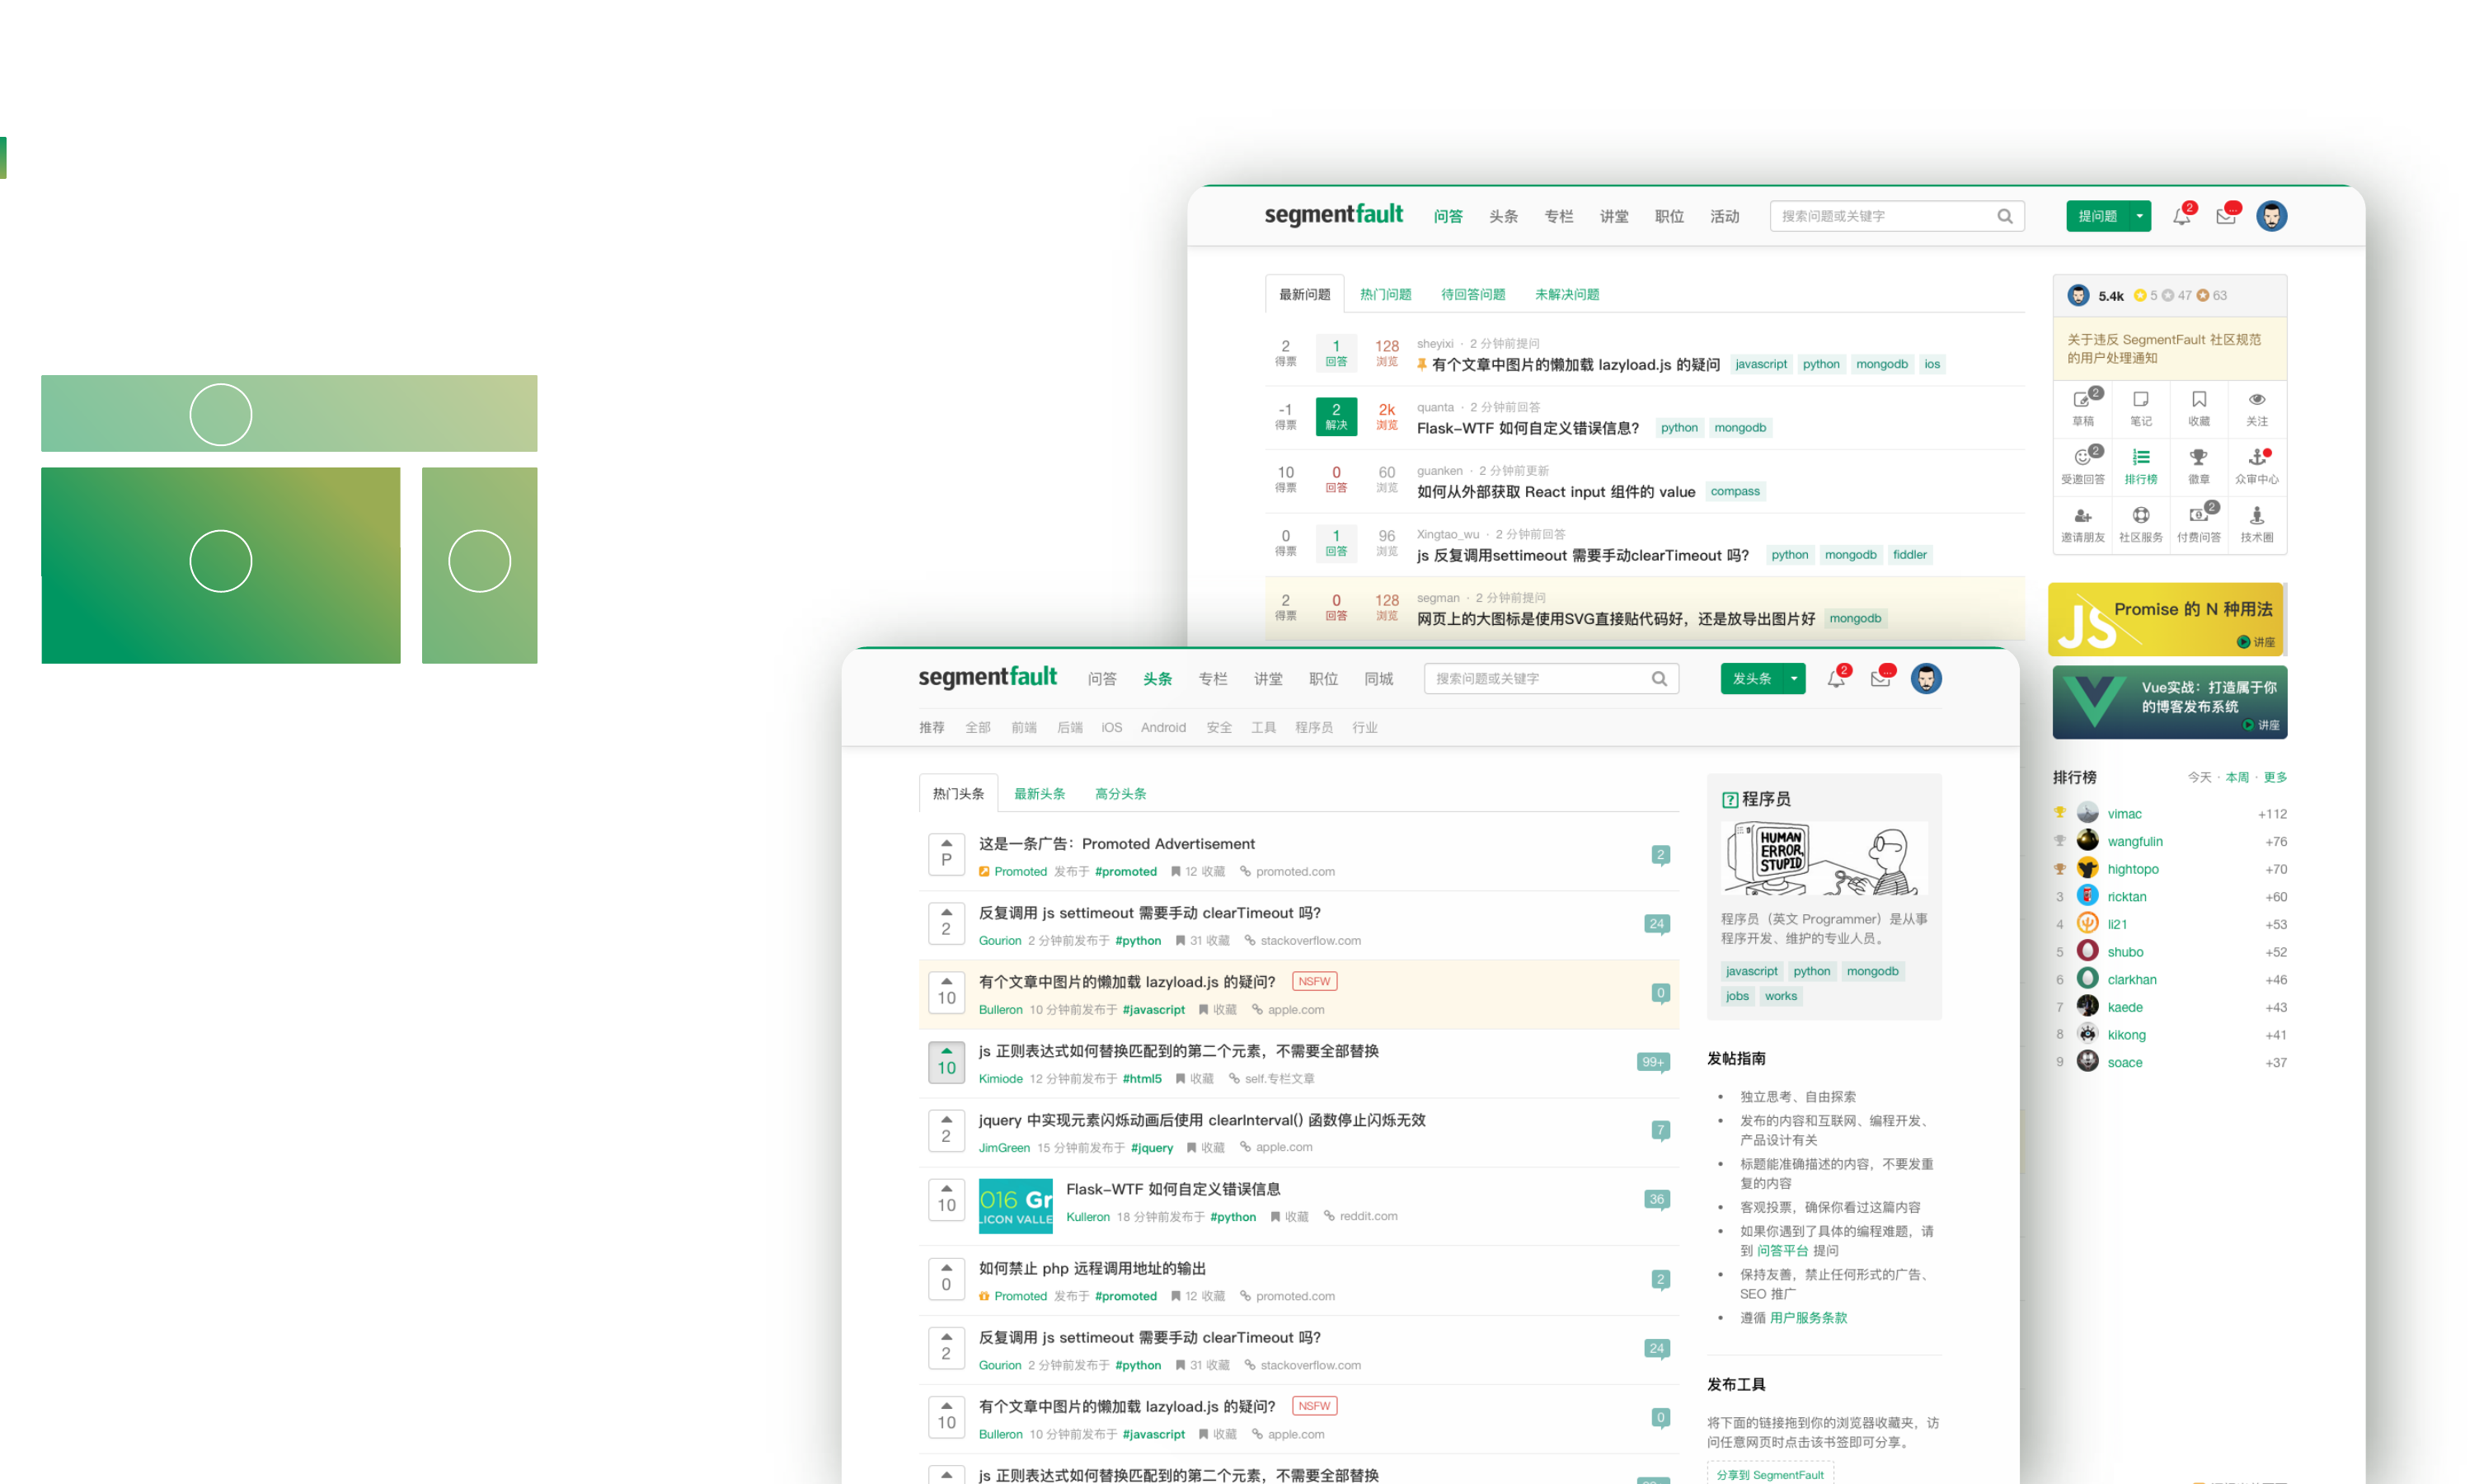 segmentfault 问答 头条 专栏 讲堂 职位 活动 搜索问题或关键字 提问题 2 ...
最新问题 热门问题 待回答问题 未解决问题
2 得票 1 回答 128 浏览
sheyixi · 2 分钟前提问
有个文章中图片的懒加载 lazyload.js 的疑问 javascript python mongodb ios
-1 得票 2 解决 2k 浏览
quanta · 2 分钟前回答
Flask-WTF 如何自定义错误信息? python mongodb
10 得票 0 回答 60 浏览
guanken · 2 分钟前更新
如何从外部获取 React input 组件的 value compass
0 得票 1 回答 96 浏览
Xingtao_wu · 2 分钟前回答
js 反复调用settimeout 需要手动clearTimeout 吗? python mongodb fiddler
2 得票 0 回答 128 浏览
segman · 2 分钟前提问
网页上的大图标是使用SVG直接贴代码好，还是放导出图片好 mongodb
5.4k 5 47 63
关于违反 SegmentFault 社区规范
的用户处理通知
2
草稿 笔记 收藏 关注
2
受邀回答 排行榜 徽章 众审中心
2
邀请朋友 社区服务 付费问答 技术圈
JS Promise 的 N 种用法
讲座
Vue实战：打造属于你
的博客发布系统
讲座
排行榜 今天 · 本周 · 更多
vimac +112
wangfulin +76
hightopo +70
3 ricktan +60
4 li21 +53
5 shubo +52
6 clarkhan +46
7 kaede +43
8 kikong +41
9 soace +37
segmentfault 问答 头条 专栏 讲堂 职位 同城 搜索问题或关键字 发头条 2 ...
推荐 全部 前端 后端 iOS Android 安全 工具 程序员 行业
热门头条 最新头条 高分头条
P 这是一条广告：Promoted Advertisement 2
Promoted 发布于 #promoted 12 收藏 promoted.com
2 反复调用 js settimeout 需要手动 clearTimeout 吗? 24
Gourion 2 分钟前发布于 #python 31 收藏 stackoverflow.com
10 有个文章中图片的懒加载 lazyload.js 的疑问? NSFW 0
Bulleron 10 分钟前发布于 #javascript 收藏 apple.com
10 js 正则表达式如何替换匹配到的第二个元素，不需要全部替换 99+
Kimiode 12 分钟前发布于 #html5 收藏 self.专栏文章
2 jquery 中实现元素闪烁动画后使用 clearInterval() 函数停止闪烁无效 7
JimGreen 15 分钟前发布于 #jquery 收藏 apple.com
016 Gr
LICON VALLE
10 Flask-WTF 如何自定义错误信息 36
Kulleron 18 分钟前发布于 #python 收藏 reddit.com
0 如何禁止 php 远程调用地址的输出 2
Promoted 发布于 #promoted 12 收藏 promoted.com
2 反复调用 js settimeout 需要手动 clearTimeout 吗? 24
Gourion 2 分钟前发布于 #python 31 收藏 stackoverflow.com
10 有个文章中图片的懒加载 lazyload.js 的疑问? NSFW 0
Bulleron 10 分钟前发布于 #javascript 收藏 apple.com
js 正则表达式如何替换匹配到的第二个元素，不需要全部替换
? 程序员
HUMAN
ERROR,
STUPID
程序员（英文 Programmer）是从事
程序开发、维护的专业人员。
javascript python mongodb
jobs works
发帖指南
• 独立思考、自由探索
• 发布的内容和互联网、编程开发、
产品设计有关
• 标题能准确描述的内容，不要发重
复的内容
• 客观投票，确保你看过这篇内容
• 如果你遇到了具体的编程难题，请
到 问答平台 提问
• 保持友善，禁止任何形式的广告、
SEO 推广
• 遵循 用户服务条款
发布工具
将下面的链接拖到你的浏览器收藏夹，访
问任意网页时点击该书签即可分享。
分享到 SegmentFault